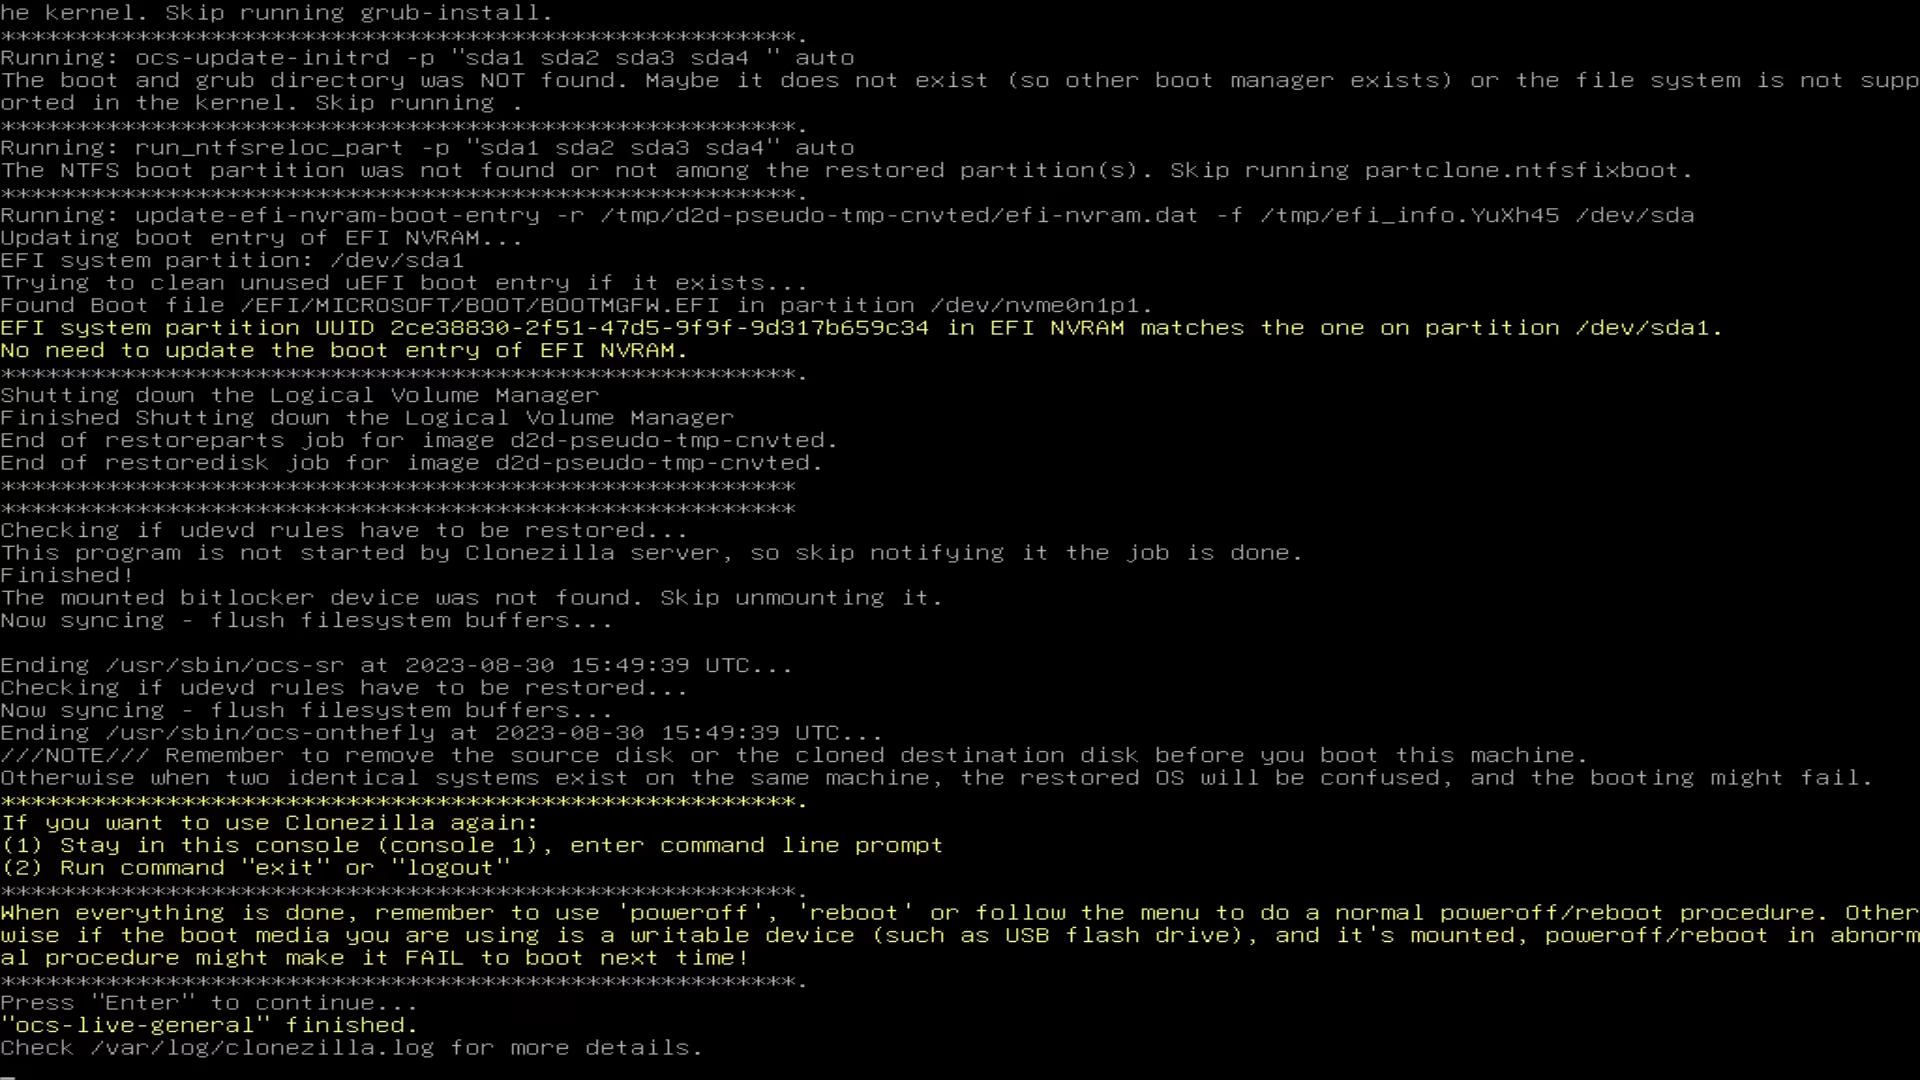 he kernel. Skip running grub-install.
*****************************************************.
Running: ocs-update-initrd -p "sda1 sda2 sda3 sda4 " auto
The boot and grub directory was NOT found. Maybe it does not exist (so other boot manager exists) or the file system is not supp
orted in the kernel. Skip running .
*****************************************************.
Running: run_ntfsreloc_part -p "sda1 sda2 sda3 sda4" auto
The NTFS boot partition was not found or not among the restored partition(s). Skip running partclone.ntfsfixboot.
*****************************************************.
Running: update-efi-nvram-boot-entry -r /tmp/d2d-pseudo-tmp-cnvted/efi-nvram.dat -f /tmp/efi_info.YuXh45 /dev/sda
Updating boot entry of EFI NVRAM...
EFI system partition: /dev/sda1
Trying to clean unused uEFI boot entry if it exists...
Found Boot file /EFI/MICROSOFT/BOOT/BOOTMGFW.EFI in partition /dev/nvme0n1p1.
EFI system partition UUID 2ce38830-2f51-47d5-9f9f-9d317b659c34 in EFI NVRAM matches the one on partition /dev/sda1.
No need to update the boot entry of EFI NVRAM.
*****************************************************.
Shutting down the Logical Volume Manager
Finished Shutting down the Logical Volume Manager
End of restoreparts job for image d2d-pseudo-tmp-cnvted.
End of restoredisk job for image d2d-pseudo-tmp-cnvted.
*****************************************************
*****************************************************
Checking if udevd rules have to be restored...
This program is not started by Clonezilla server, so skip notifying it the job is done.
Finished!
The mounted bitlocker device was not found. Skip unmounting it.
Now syncing - flush filesystem buffers...
Ending /usr/sbin/ocs-sr at 2023-08-30 15:49:39 UTC...
Checking if udevd rules have to be restored...
Now syncing - flush filesystem buffers...
Ending /usr/sbin/ocs-onthefly at 2023-08-30 15:49:39 UTC...
///NOTE/// Remember to remove the source disk or the cloned destination disk before you boot this machine.
Otherwise when two identical systems exist on the same machine, the restored OS will be confused, and the booting might fail.
*****************************************************.
If you want to use Clonezilla again:
(1) Stay in this console (console 1), enter command line prompt
(2) Run command "exit" or "logout"
*****************************************************.
When everything is done, remember to use 'poweroff', 'reboot' or follow the menu to do a normal poweroff/reboot procedure. Other
wise if the boot media you are using is a writable device (such as USB flash drive), and it's mounted, poweroff/reboot in abnorm
al procedure might make it FAIL to boot next time!
*****************************************************.
Press "Enter" to continue...
"ocs-live-general" finished.
Check /var/log/clonezilla.log for more details.